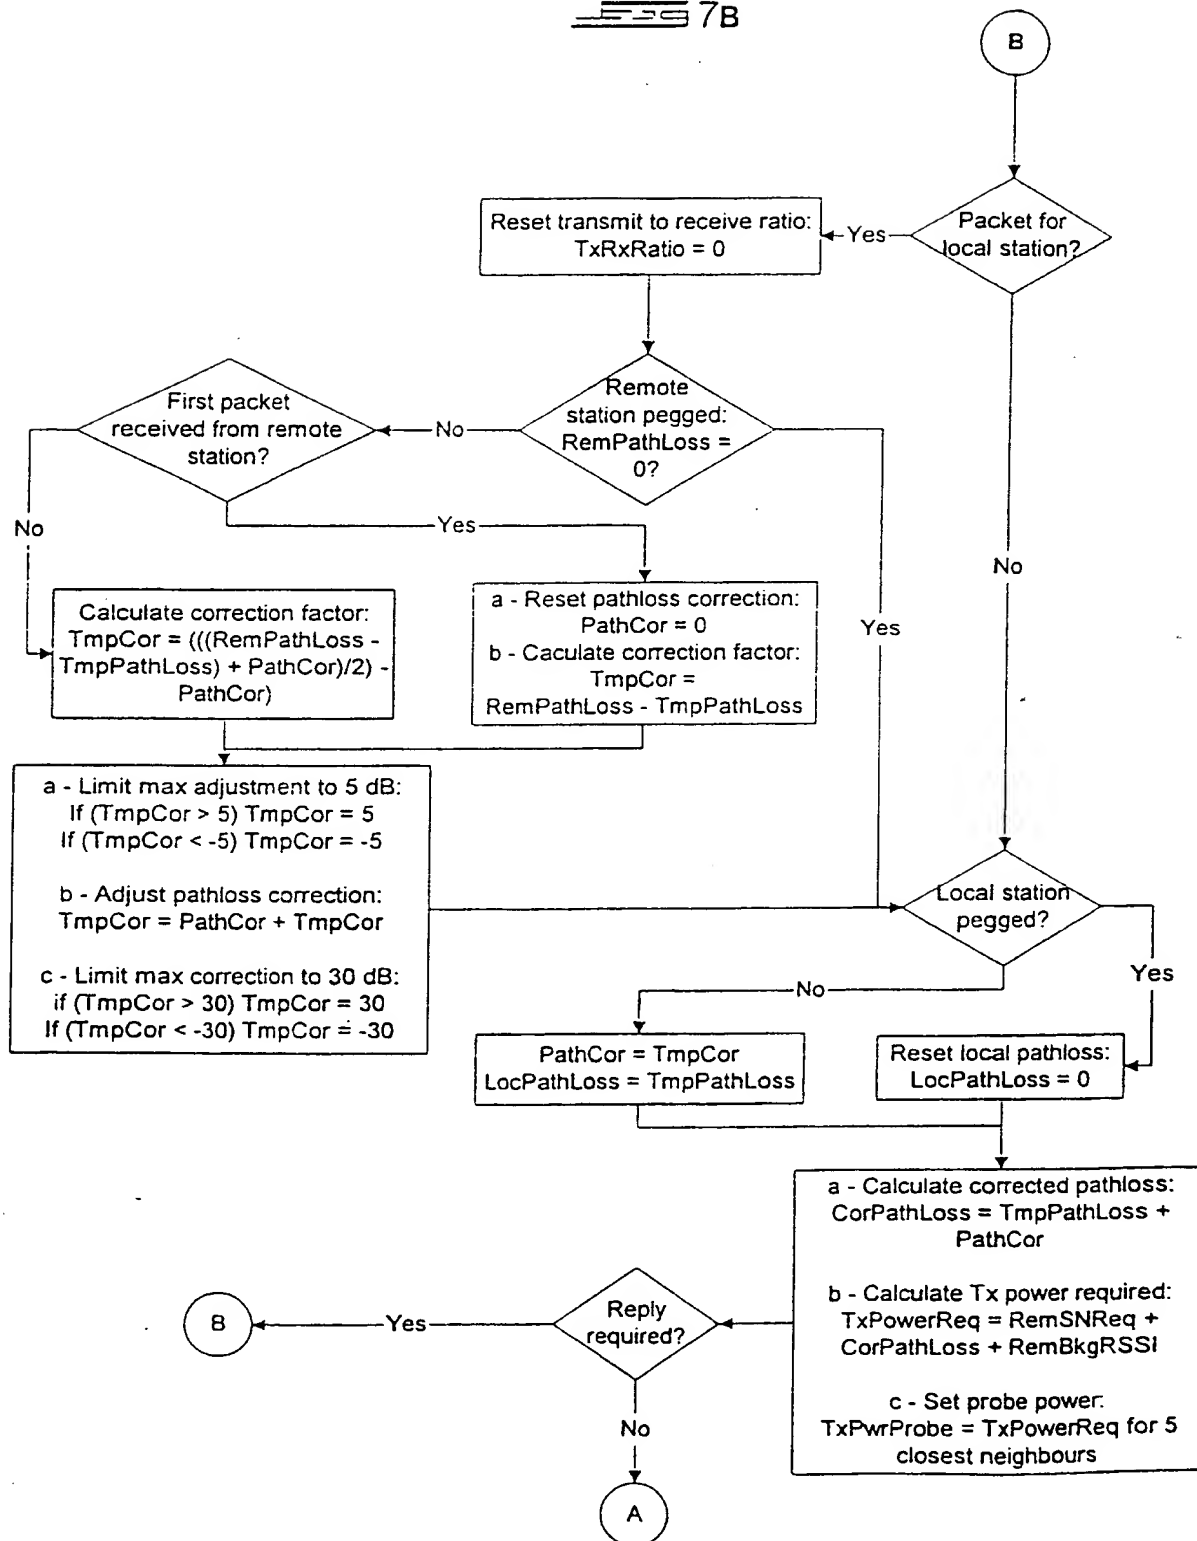 FIG 7B
B
Packet for
local station?
Yes
Reset transmit to receive ratio:
TxRxRatio = 0
Remote
station pegged:
RemPathLoss =
0?
No
First packet
received from remote
station?
No
Yes
Yes
No
Calculate correction factor:
TmpCor = (((RemPathLoss -
TmpPathLoss) + PathCor)/2) -
PathCor)
a - Reset pathloss correction:
PathCor = 0
b - Caculate correction factor:
TmpCor =
RemPathLoss - TmpPathLoss
a - Limit max adjustment to 5 dB:
If (TmpCor > 5) TmpCor = 5
If (TmpCor < -5) TmpCor = -5
b - Adjust pathloss correction:
TmpCor = PathCor + TmpCor
c - Limit max correction to 30 dB:
if (TmpCor > 30) TmpCor = 30
If (TmpCor < -30) TmpCor = -30
Local station
pegged?
No
Yes
PathCor = TmpCor
LocPathLoss = TmpPathLoss
Reset local pathloss:
LocPathLoss = 0
a - Calculate corrected pathloss:
CorPathLoss = TmpPathLoss +
PathCor
b - Calculate Tx power required:
TxPowerReq = RemSNReq +
CorPathLoss + RemBkgRSSI
c - Set probe power:
TxPwrProbe = TxPowerReq for 5
closest neighbours
Reply
required?
Yes
B
No
A